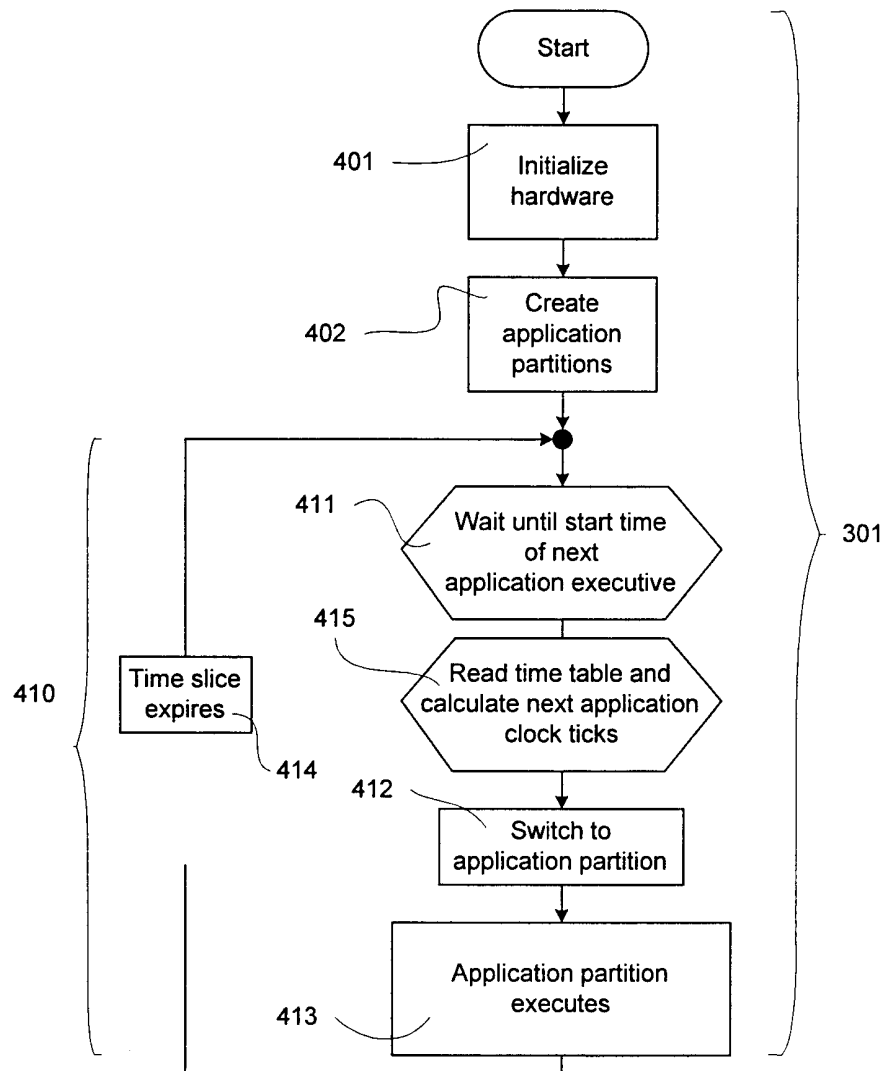 Start
401
Initialize
hardware
402
Create
application
partitions
411
Wait until start time
of next
application executive
301
415
Read time table and
calculate next application
clock ticks
410
Time slice
expires
414
412
Switch to
application partition
Application partition
executes
413